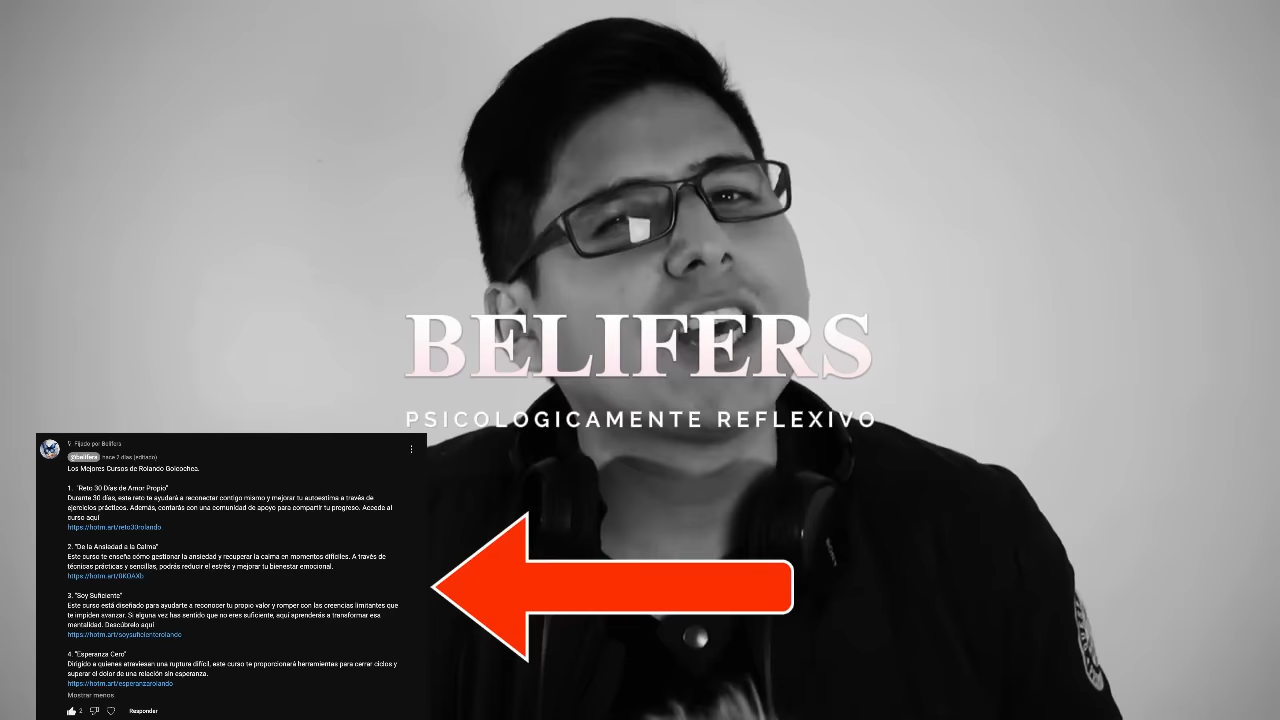 BELIFERS
PSICOLOGICAMENTE REFLEXIVO
Fijado por Belifers
@belifers hace 2 días (editado)
Los Mejores Cursos de Rolando Goicochea.
1. "Reto 30 Días de Amor Propio"
Durante 30 días, este reto te ayudará a reconectar contigo mismo y mejorar tu autoestima a través de
ejercicios prácticos. Además, contarás con una comunidad de apoyo para compartir tu progreso. Accede al
curso aquí
https://hotm.art/reto30rolando
2. "De la Ansiedad a la Calma"
Este curso te enseña cómo gestionar la ansiedad y recuperar la calma en momentos difíciles. A través de
técnicas prácticas y sencillas, podrás reducir el estrés y mejorar tu bienestar emocional.
3. "Soy Suficiente"
Este curso está diseñado para ayudarte a reconocer tu propio valor y romper con las creencias limitantes que
te impiden avanzar. Si alguna vez has sentido que no eres suficiente, aquí aprenderás a transformar esa
mentalidad. Descúbrelo aquí
https://hotm.art/soysuficienterolando
4. "Esperanza Cero"
Dirigido a quienes atraviesan una ruptura difícil, este curso te proporcionará herramientas para cerrar ciclos y
superar el dolor de una relación sin esperanza.
https://hotm.art/esperanzarolando
Mostrar menos
2 Responder